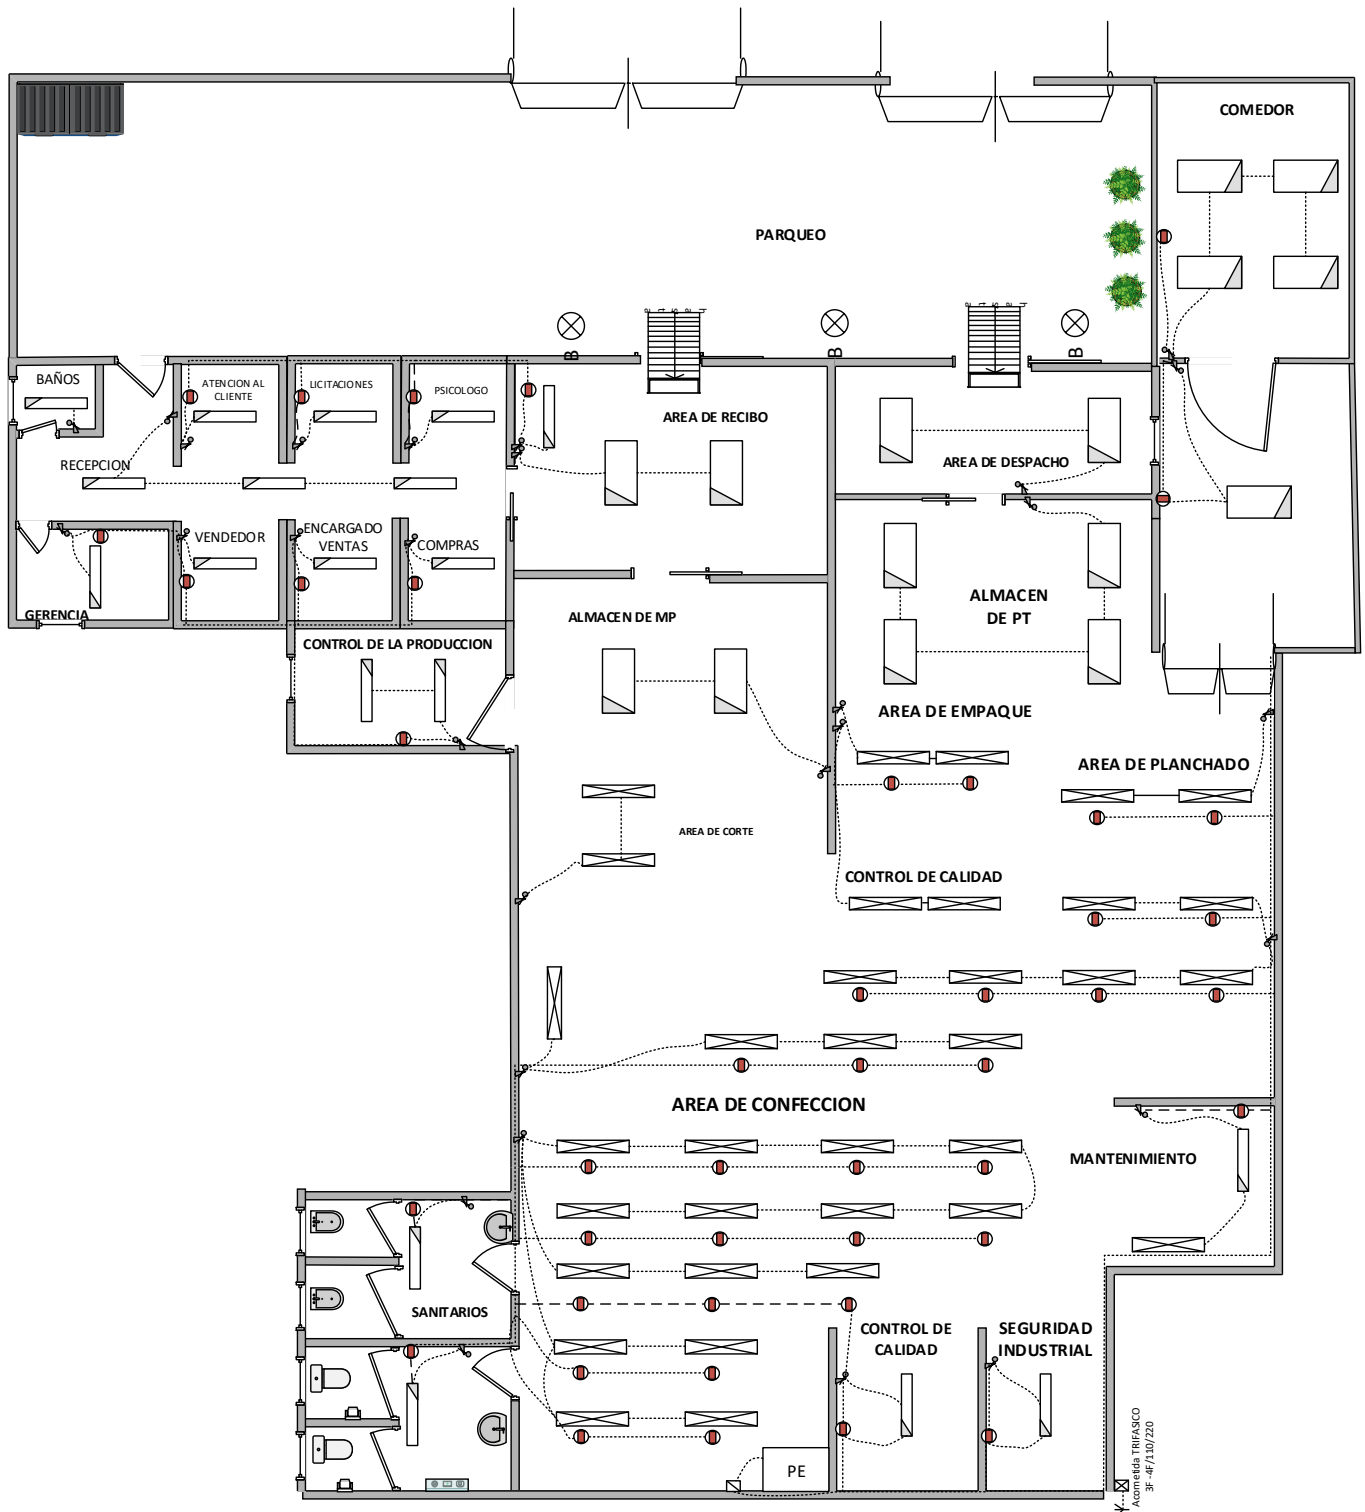 COMEDOR
PARQUEO
B
B
B
BAÑOS
ATENCION AL
CLIENTE
LICITACIONES
PSICOLOGO
AREA DE RECIBO
RECEPCION
AREA DE DESPACHO
VENDEDOR
ENCARGADO
VENTAS
COMPRAS
GERENCIA
ALMACEN DE MP
ALMACEN
DE PT
CONTROL DE LA PRODUCCION
AREA DE EMPAQUE
AREA DE PLANCHADO
AREA DE CORTE
CONTROL DE CALIDAD
AREA DE CONFECCION
MANTENIMIENTO
SANITARIOS
CONTROL DE
CALIDAD
SEGURIDAD
INDUSTRIAL
PE
Acometida TRIFASICO
3F -4F/110/220